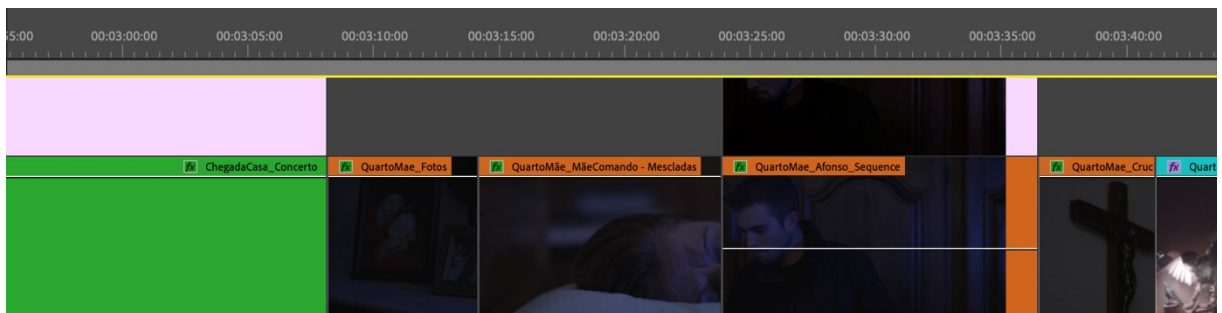 5:00 00:03:00:00 00:03:05:00 00:03:10:00 00:03:15:00 00:03:20:00 00:03:25:00 00:03:30:00 00:03:35:00 00:03:40:00
fx ChegadaCasa_Concerto fx QuartoMae_Fotos fx QuartoMãe_MãeComando - Mescladas fx QuartoMae_Afonso_Sequence fx QuartoMae_Cruc fx Quart